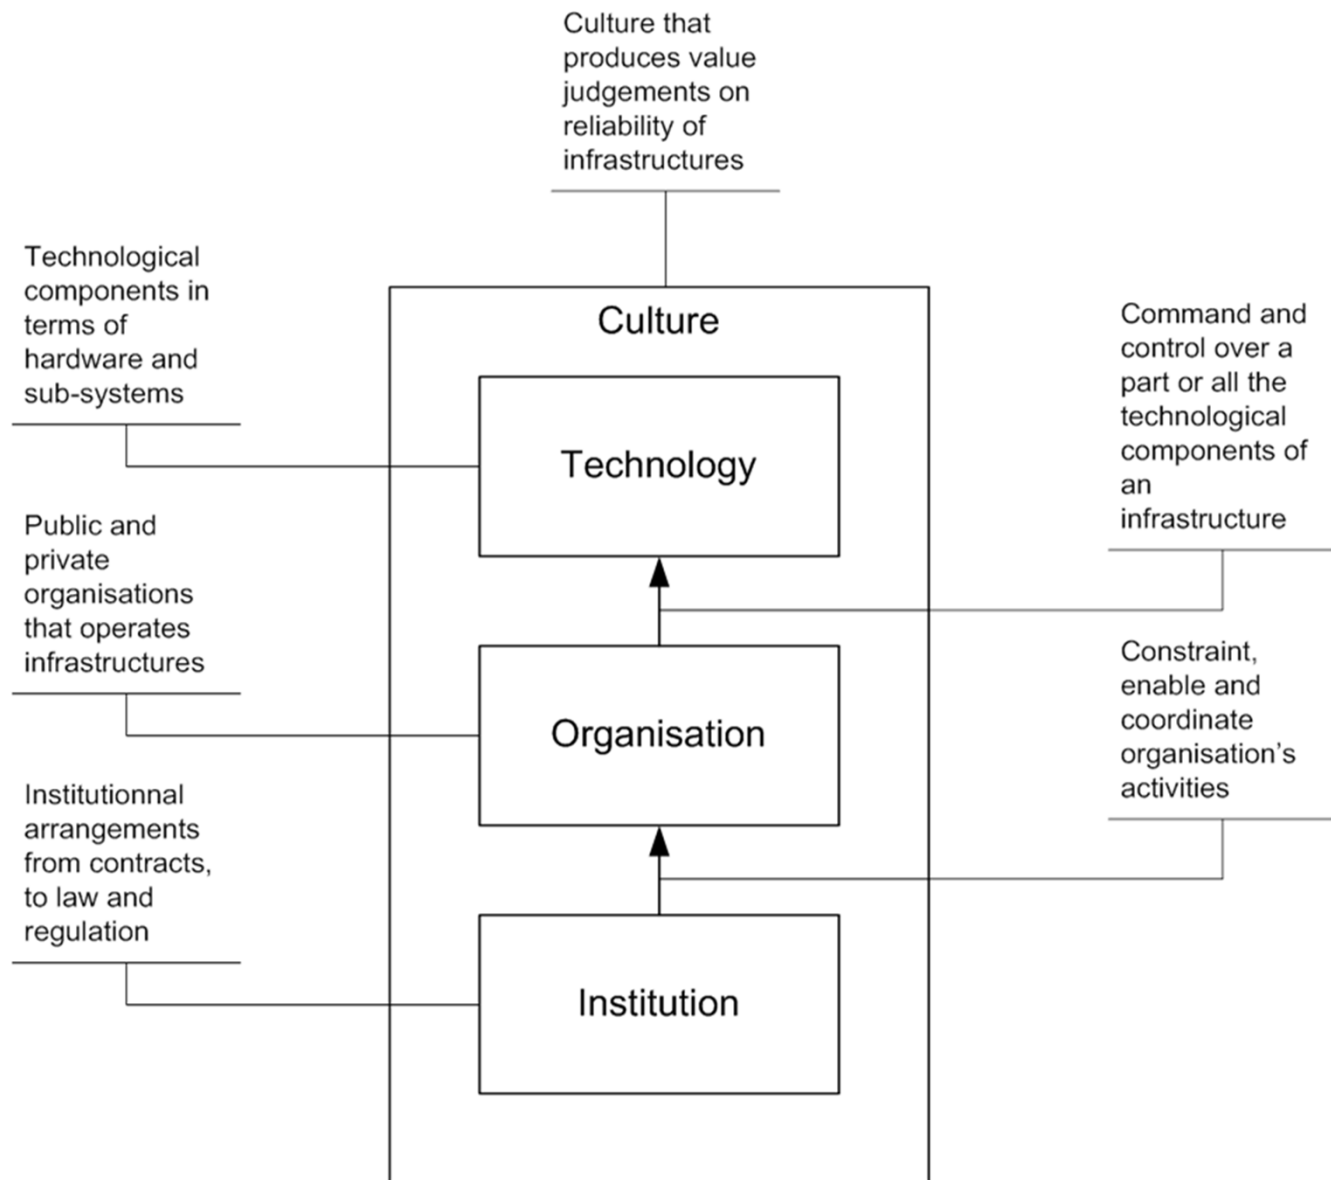 Culture that
produces value
judgements on
reliability of
infrastructures
Technological
components in
terms of
hardware and
sub-systems
Culture
Command and
control over a
part or all the
technological
components of
an
infrastructure
Technology
Public and
private
organisations
that operates
infrastructures
Organisation
Constraint,
enable and
coordinate
organisation’s
activities
Institutionnal
arrangements
from contracts,
to law and
regulation
Institution